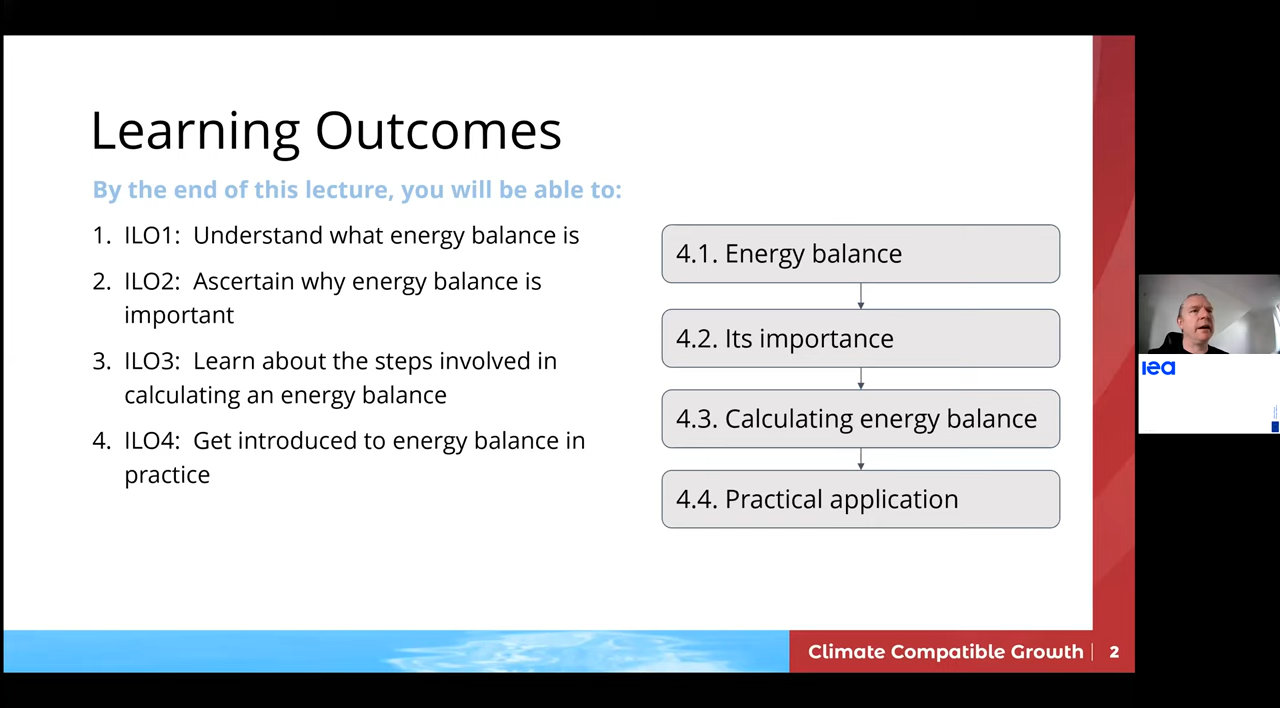 Learning Outcomes
By the end of this lecture, you will be able to:
1. ILO1: Understand what energy balance is
2. ILO2: Ascertain why energy balance is
important
3. ILO3: Learn about the steps involved in
calculating an energy balance
4. ILO4: Get introduced to energy balance in
practice
4.1. Energy balance
4.2. Its importance
4.3. Calculating energy balance
4.4. Practical application
iea
Climate Compatible Growth | 2